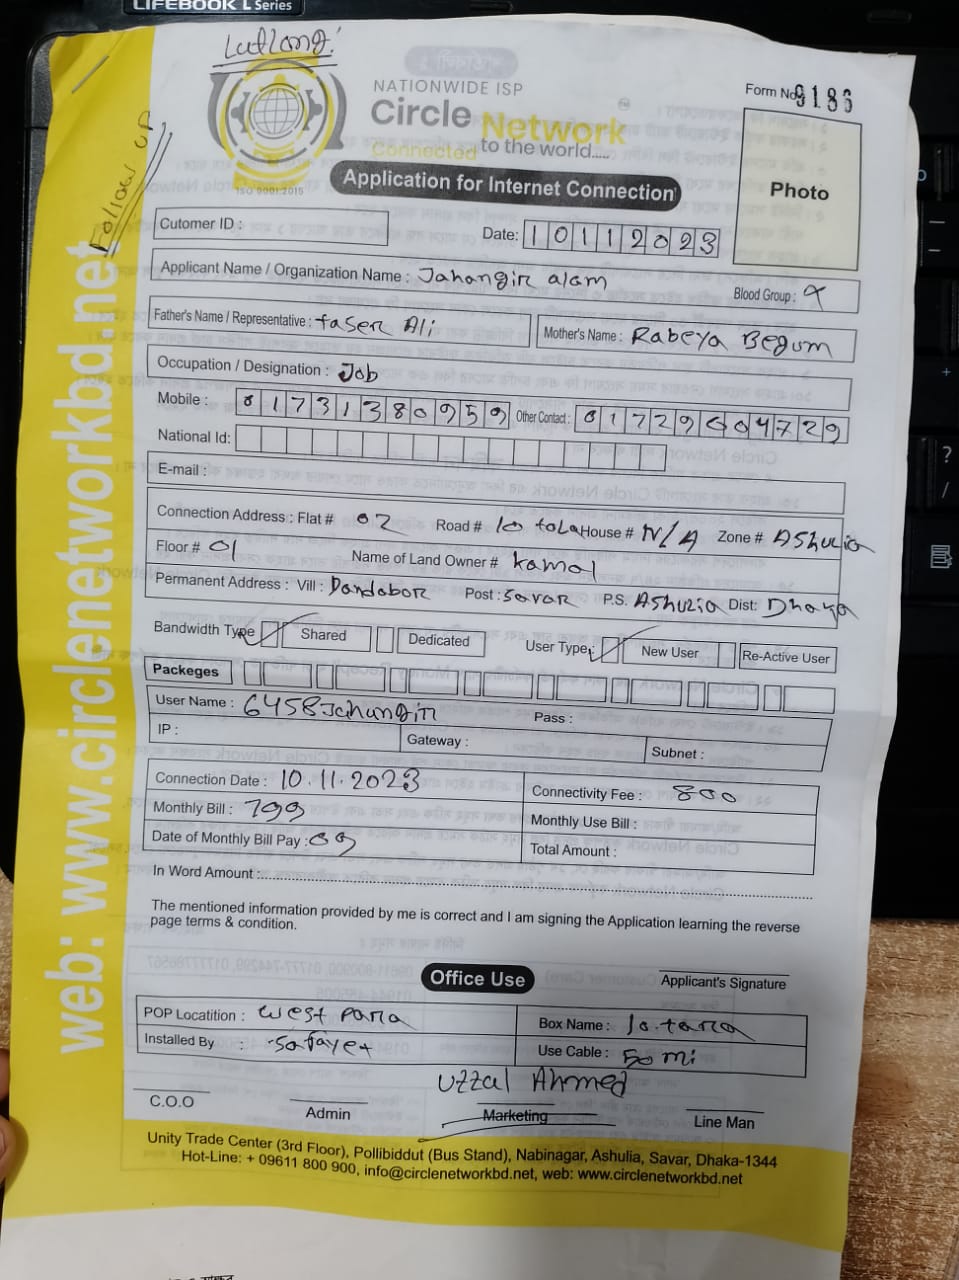 LIFEBOOK L Series
NATIONWIDE ISP
Circle Network
Connected to the world.....
ISO 9001:2015
Form No. 9186
Photo
Application for Internet Connection
Follow UP
web: www.circlenetworkbd.net
Cutomer ID :
Date: 10112023
Applicant Name / Organization Name : Jahangir alam
Blood Group :
Father's Name / Representative : faser Ali
Mother's Name : Rabeya Begum
Occupation / Designation : Job
Mobile : 01731380959 Other Contact : 01729604729
National Id:
E-mail :
Connection Address : Flat # 02 Road # 10 tola House # N/A Zone # Ashulia
Floor # 01 Name of Land Owner # kamal
Permanent Address : Vill : Dandabor Post : Savar P.S. Ashulia Dist: Dhaka
Bandwidth Type Shared Dedicated User Type: New User Re-Active User
Packeges
User Name : 6458Jahangir Pass :
IP : Gateway : Subnet :
Connection Date : 10.11.2023 Connectivity Fee : 800
Monthly Bill : 799 Monthly Use Bill :
Date of Monthly Bill Pay : 09 Total Amount :
In Word Amount :
The mentioned information provided by me is correct and I am signing the Application learning the reverse
page terms & condition.
Office Use
Applicant's Signature
POP Locatition : West Para Box Name : 10.tara
Installed By : Safayet Use Cable : 50 mi
Uzzal Ahmed
C.O.O Admin Marketing Line Man
Unity Trade Center (3rd Floor), Pollibiddut (Bus Stand), Nabinagar, Ashulia, Savar, Dhaka-1344
Hot-Line: + 09611 800 900, info@circlenetworkbd.net, web: www.circlenetworkbd.net